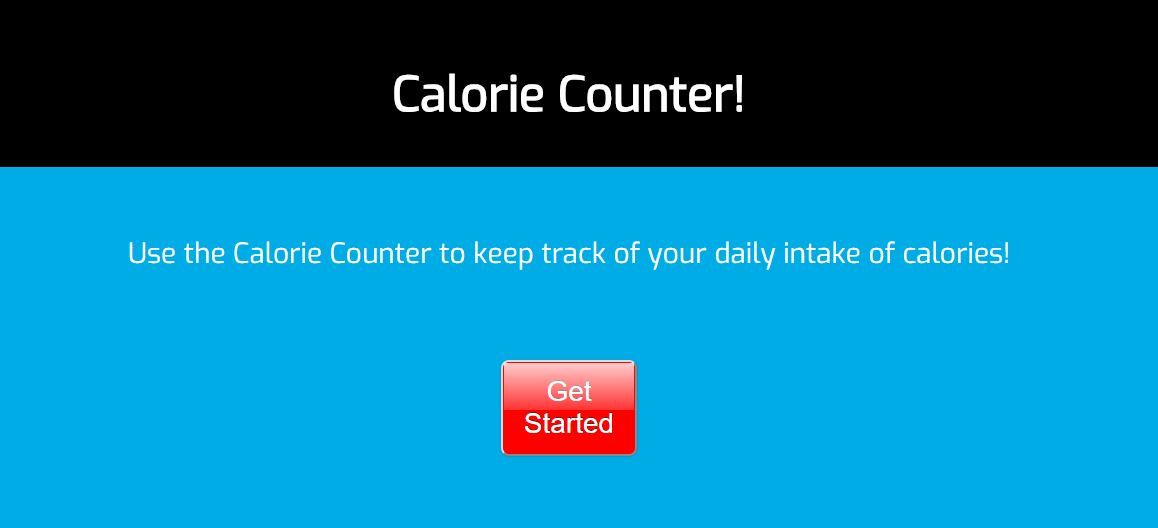 Calorie Counter!
Use the Calorie Counter to keep track of your daily intake of calories!
Get
Started